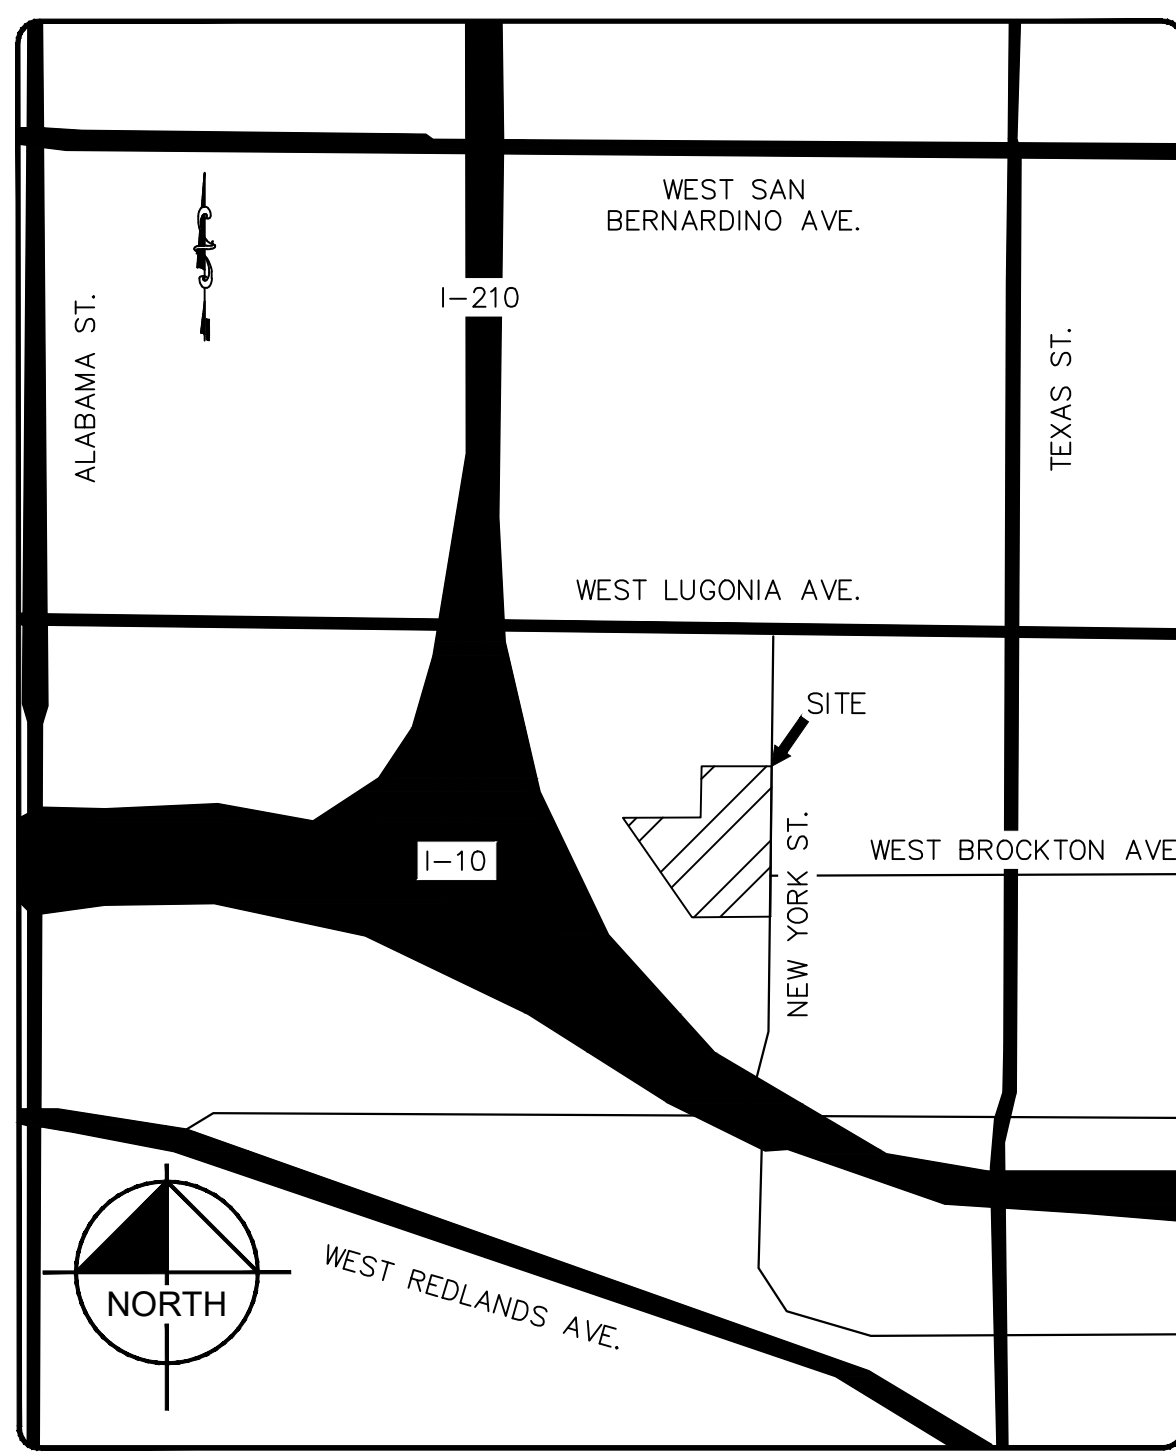 WEST SAN
BERNARDINO AVE.
I-210
ALABAMA ST.
TEXAS ST.
WEST LUGONIA AVE.
SITE
NEW YORK ST.
WEST BROCKTON AVE
I-10
WEST REDLANDS AVE.
NORTH